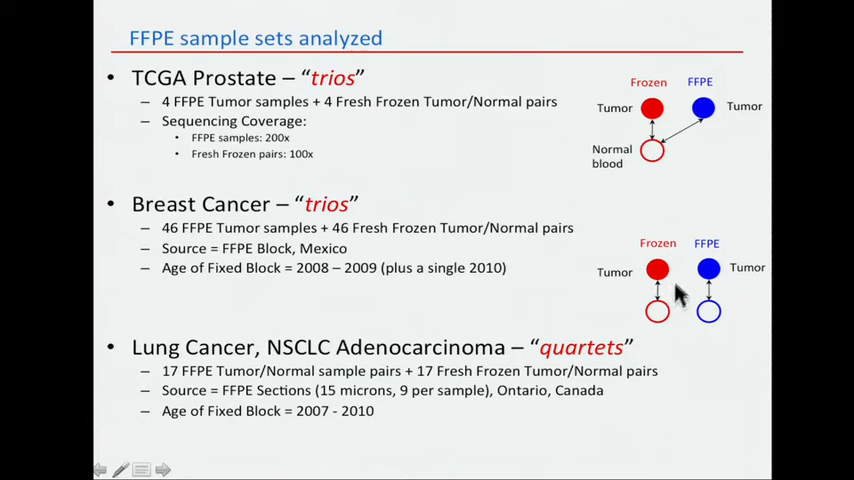 FFPE sample sets analyzed
• TCGA Prostate – “trios”
– 4 FFPE Tumor samples + 4 Fresh Frozen Tumor/Normal pairs
– Sequencing Coverage:
• FFPE samples: 200x
• Fresh Frozen pairs: 100x
Frozen FFPE
Tumor Tumor
Normal
blood
• Breast Cancer – “trios”
– 46 FFPE Tumor samples + 46 Fresh Frozen Tumor/Normal pairs
– Source = FFPE Block, Mexico
– Age of Fixed Block = 2008 – 2009 (plus a single 2010)
Frozen FFPE
Tumor Tumor
• Lung Cancer, NSCLC Adenocarcinoma – “quartets”
– 17 FFPE Tumor/Normal sample pairs + 17 Fresh Frozen Tumor/Normal pairs
– Source = FFPE Sections (15 microns, 9 per sample), Ontario, Canada
– Age of Fixed Block = 2007 - 2010